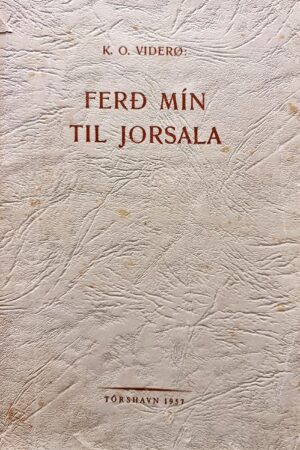 K. O. VIDERØ:
FERÐ MÍN
TIL JORSALA
TÓRSHAVN 1957